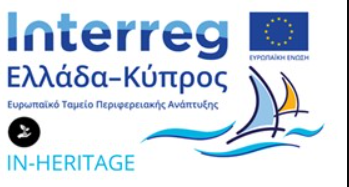 Interreg
ΕΥΡΩΠΑΪΚΗ ΕΝΩΣΗ
Ελλάδα–Κύπρος
Ευρωπαϊκό Ταμείο Περιφερειακής Ανάπτυξης
IN-HERITAGE